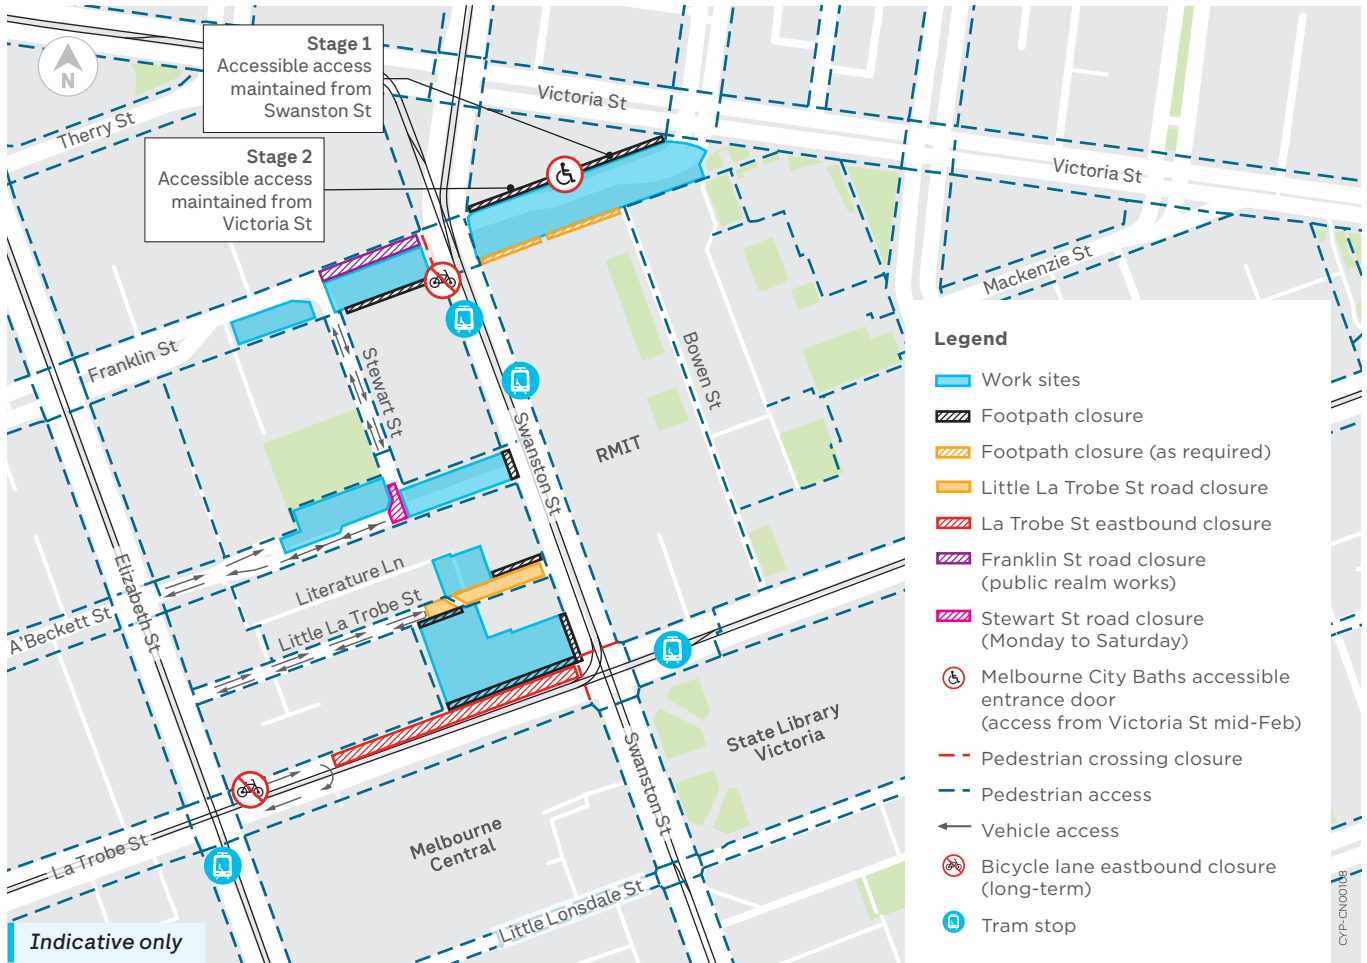 N
Stage 1
Accessible access
maintained from
Swanston St
Stage 2
Accessible access
maintained from
Victoria St
Therry St
Victoria St
Victoria St
Mackenzie St
Franklin St
Stewart St
Bowen St
RMIT
Swanston St
Elizabeth St
Literature Ln
Little La Trobe St
A'Beckett St
State Library
Victoria
Swanston St
Melbourne
Central
La Trobe St
Little Lonsdale St
Indicative only
Legend
Work sites
Footpath closure
Footpath closure (as required)
Little La Trobe St road closure
La Trobe St eastbound closure
Franklin St road closure
(public realm works)
Stewart St road closure
(Monday to Saturday)
Melbourne City Baths accessible
entrance door
(access from Victoria St mid-Feb)
Pedestrian crossing closure
Pedestrian access
Vehicle access
Bicycle lane eastbound closure
(long-term)
Tram stop
CYP-CN00108